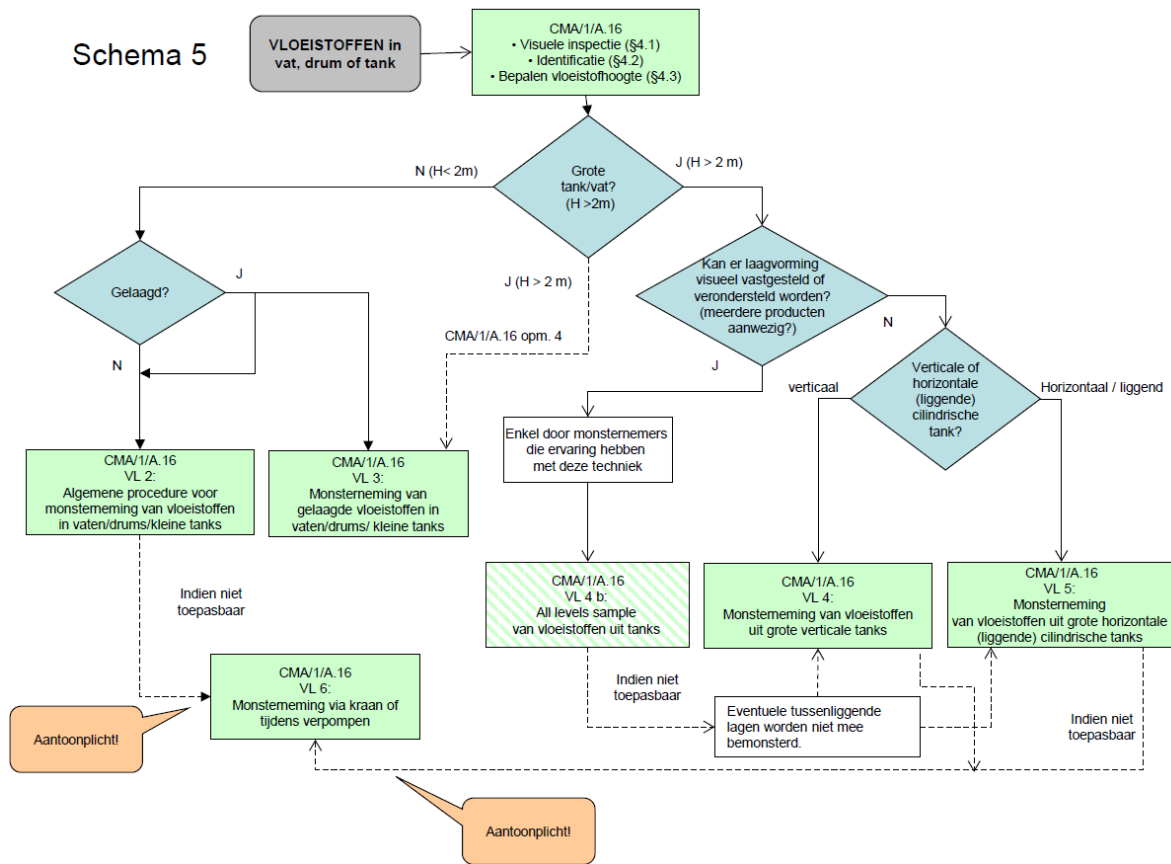 Schema 5
VLOEISTOFFEN in
vat, drum of tank
CMA/1/A.16
• Visuele inspectie (§4.1)
• Identificatie (§4.2)
• Bepalen vloeistofhoogte (§4.3)
N (H< 2m)
Grote
tank/vat?
(H >2m)
J (H > 2 m)
Gelaagd?
J
N
J (H > 2 m)
CMA/1/A.16 opm. 4
Kan er laagvorming
visueel vastgesteld of
verondersteld worden?
(meerdere producten
aanwezig?)
N
J
verticaal
Verticale of
horizontale
(liggende)
cilindrische
tank?
Horizontaal / liggend
Enkel door monsternemers
die ervaring hebben
met deze techniek
CMA/1/A.16
VL 2:
Algemene procedure voor
monsterneming van vloeistoffen
in vaten/drums/kleine tanks
CMA/1/A.16
VL 3:
Monsterneming van
gelaagde vloeistoffen in
vaten/drums/ kleine tanks
CMA/1/A.16
VL 4 b:
All levels sample
van vloeistoffen uit tanks
CMA/1/A.16
VL 4:
Monsterneming van vloeistoffen
uit grote verticale tanks
CMA/1/A.16
VL 5:
Monsterneming
van vloeistoffen uit grote horizontale
(liggende) cilindrische tanks
Indien niet
toepasbaar
CMA/1/A.16
VL 6:
Monsterneming via kraan of
tijdens verpompen
Indien niet
toepasbaar
Eventuele tussenliggende
lagen worden niet mee
bemonsterd.
Indien niet
toepasbaar
Aantoonplicht!
Aantoonplicht!